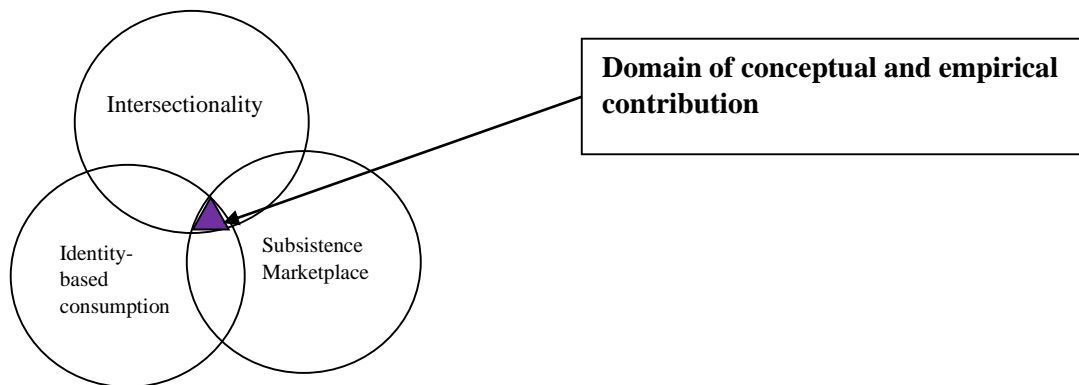 Intersectionality
Domain of conceptual and empirical
contribution
Identity-
based
consumption
Subsistence
Marketplace